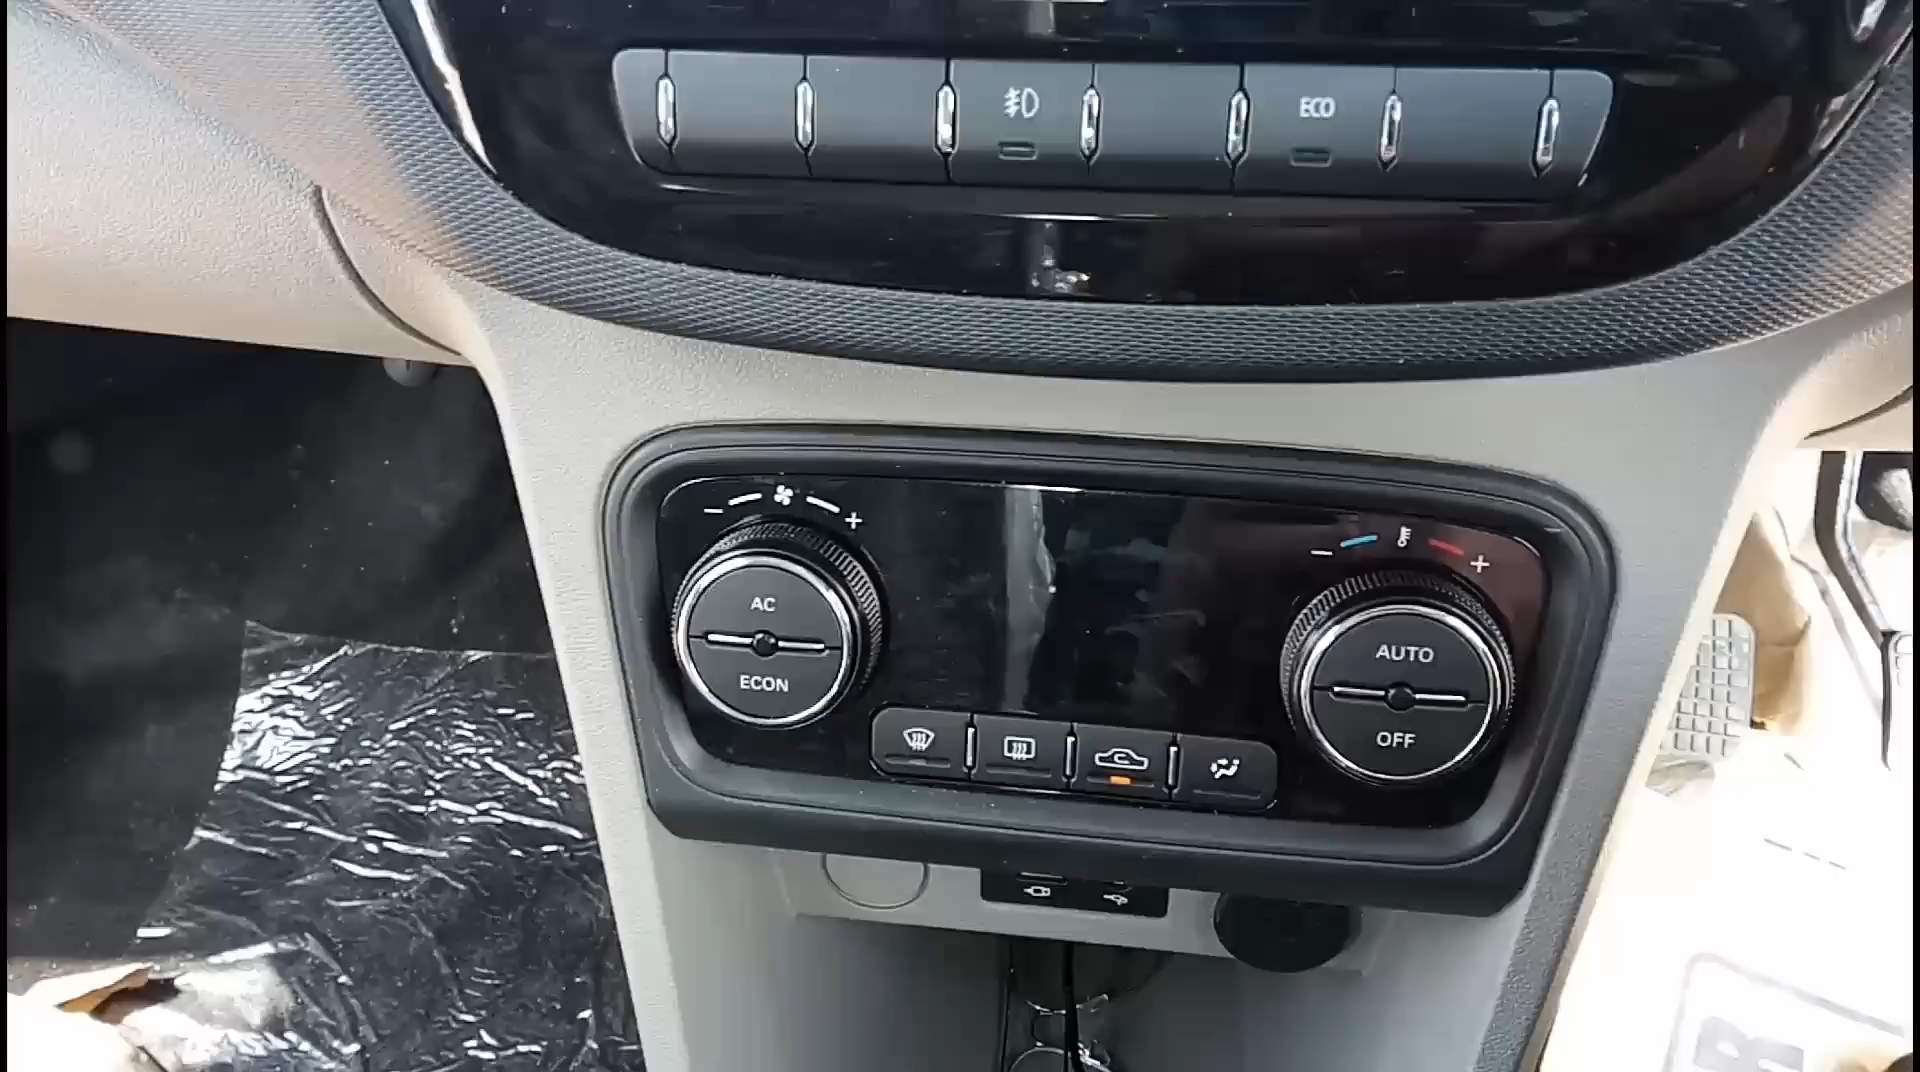 ECO
− +
− +
AC
ECON
AUTO
OFF
R